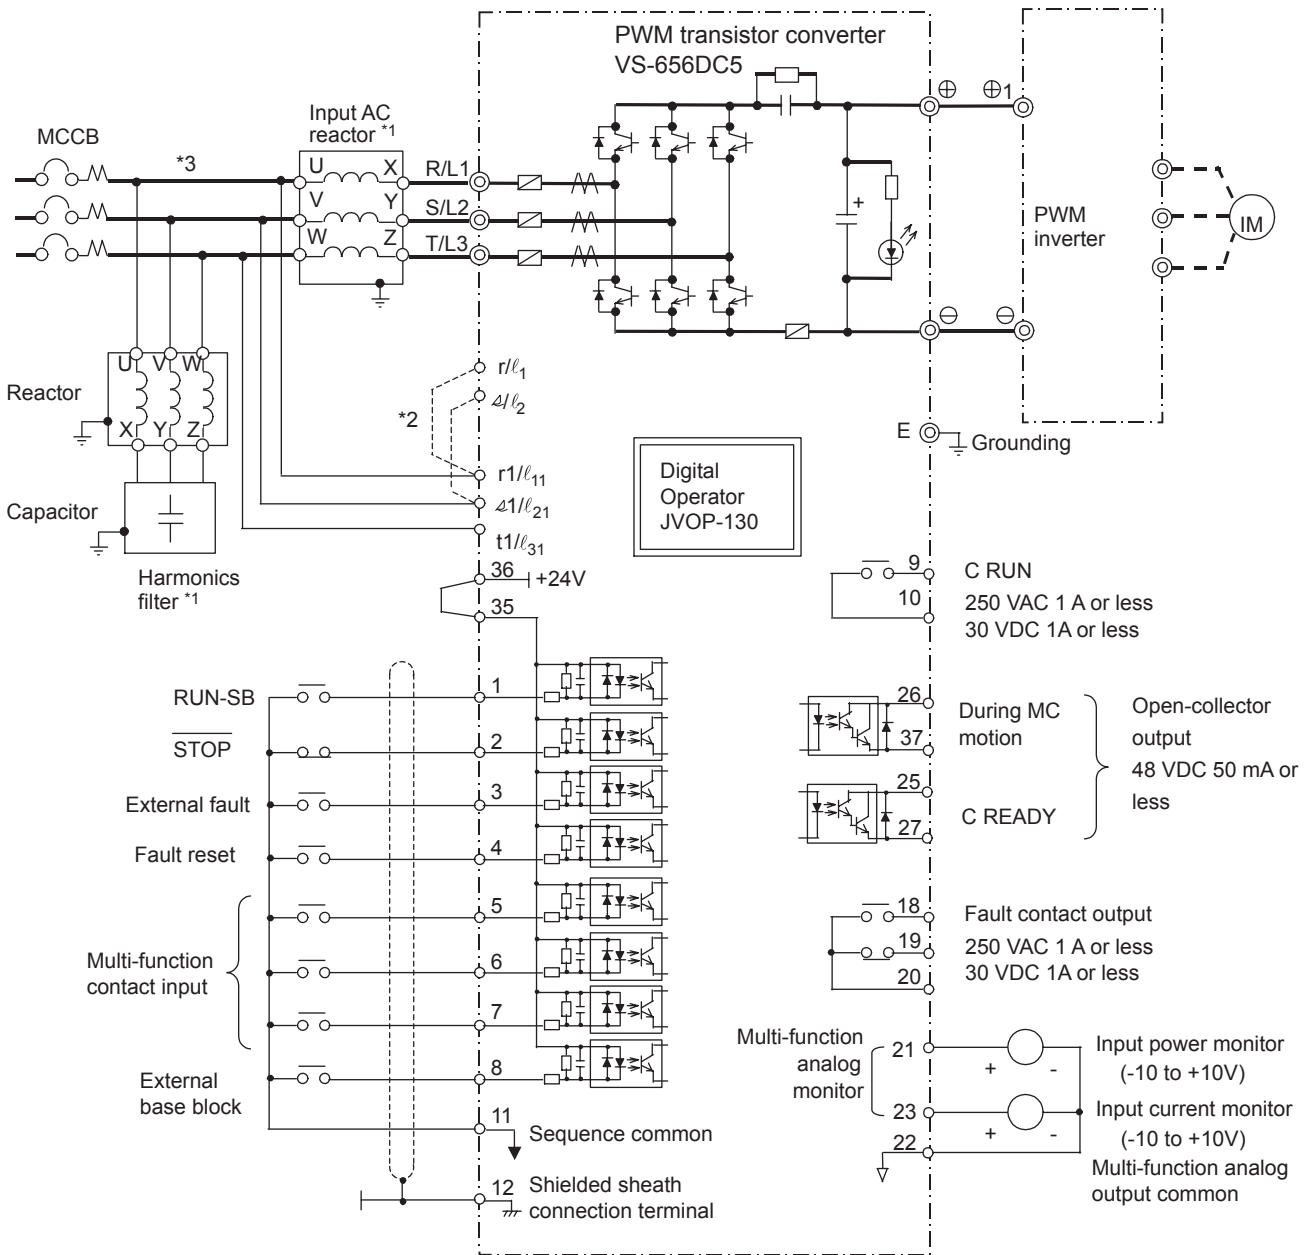 PWM transistor converter
VS-656DC5
⊕
⊕1
Input AC
reactor *1
MCCB
*3
U
X
R/L1
V
Y
S/L2
W
Z
T/L3
+
PWM
inverter
IM
⊖
⊖
U
V
W
Reactor
X
Y
Z
r/ℓ1
s/ℓ2
*2
E
Grounding
r1/ℓ11
s1/ℓ21
t1/ℓ31
Digital
Operator
JVOP-130
Capacitor
Harmonics
filter *1
36
+24V
35
9
C RUN
10
250 VAC 1 A or less
30 VDC 1A or less
RUN-SB
1
STOP
2
External fault
3
Fault reset
4
5
Multi-function
contact input
6
7
External
base block
8
11
Sequence common
12
Shielded sheath
connection terminal
26
During MC
motion
37
25
C READY
27
Open-collector
output
48 VDC 50 mA or
less
18
Fault contact output
19
250 VAC 1 A or less
30 VDC 1A or less
20
Multi-function
analog
monitor
21
+
-
Input power monitor
(-10 to +10V)
23
+
-
Input current monitor
(-10 to +10V)
22
Multi-function analog
output common